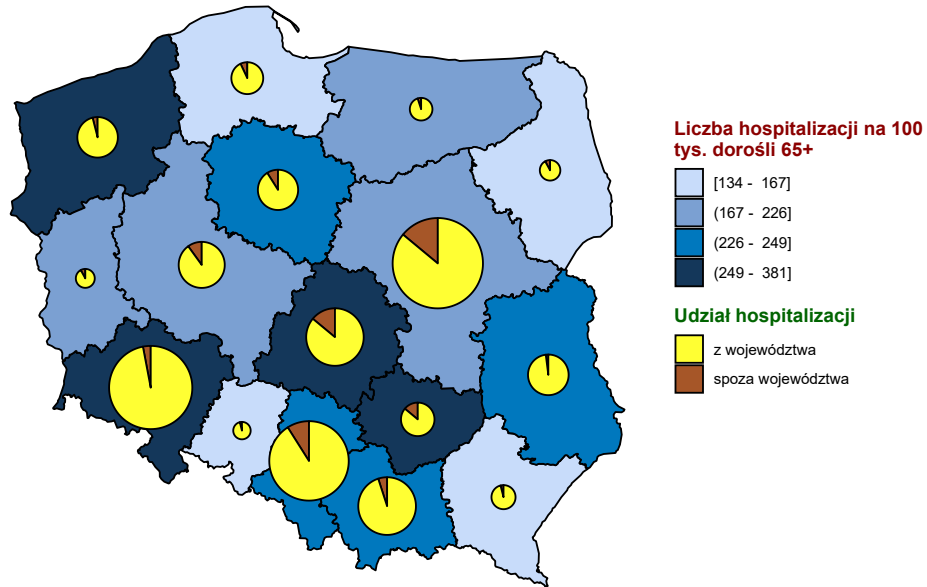 Liczba hospitalizacji na 100
tys. dorośli 65+
[134 - 167]
(167 - 226]
(226 - 249]
(249 - 381]
Udział hospitalizacji
z województwa
spoza województwa